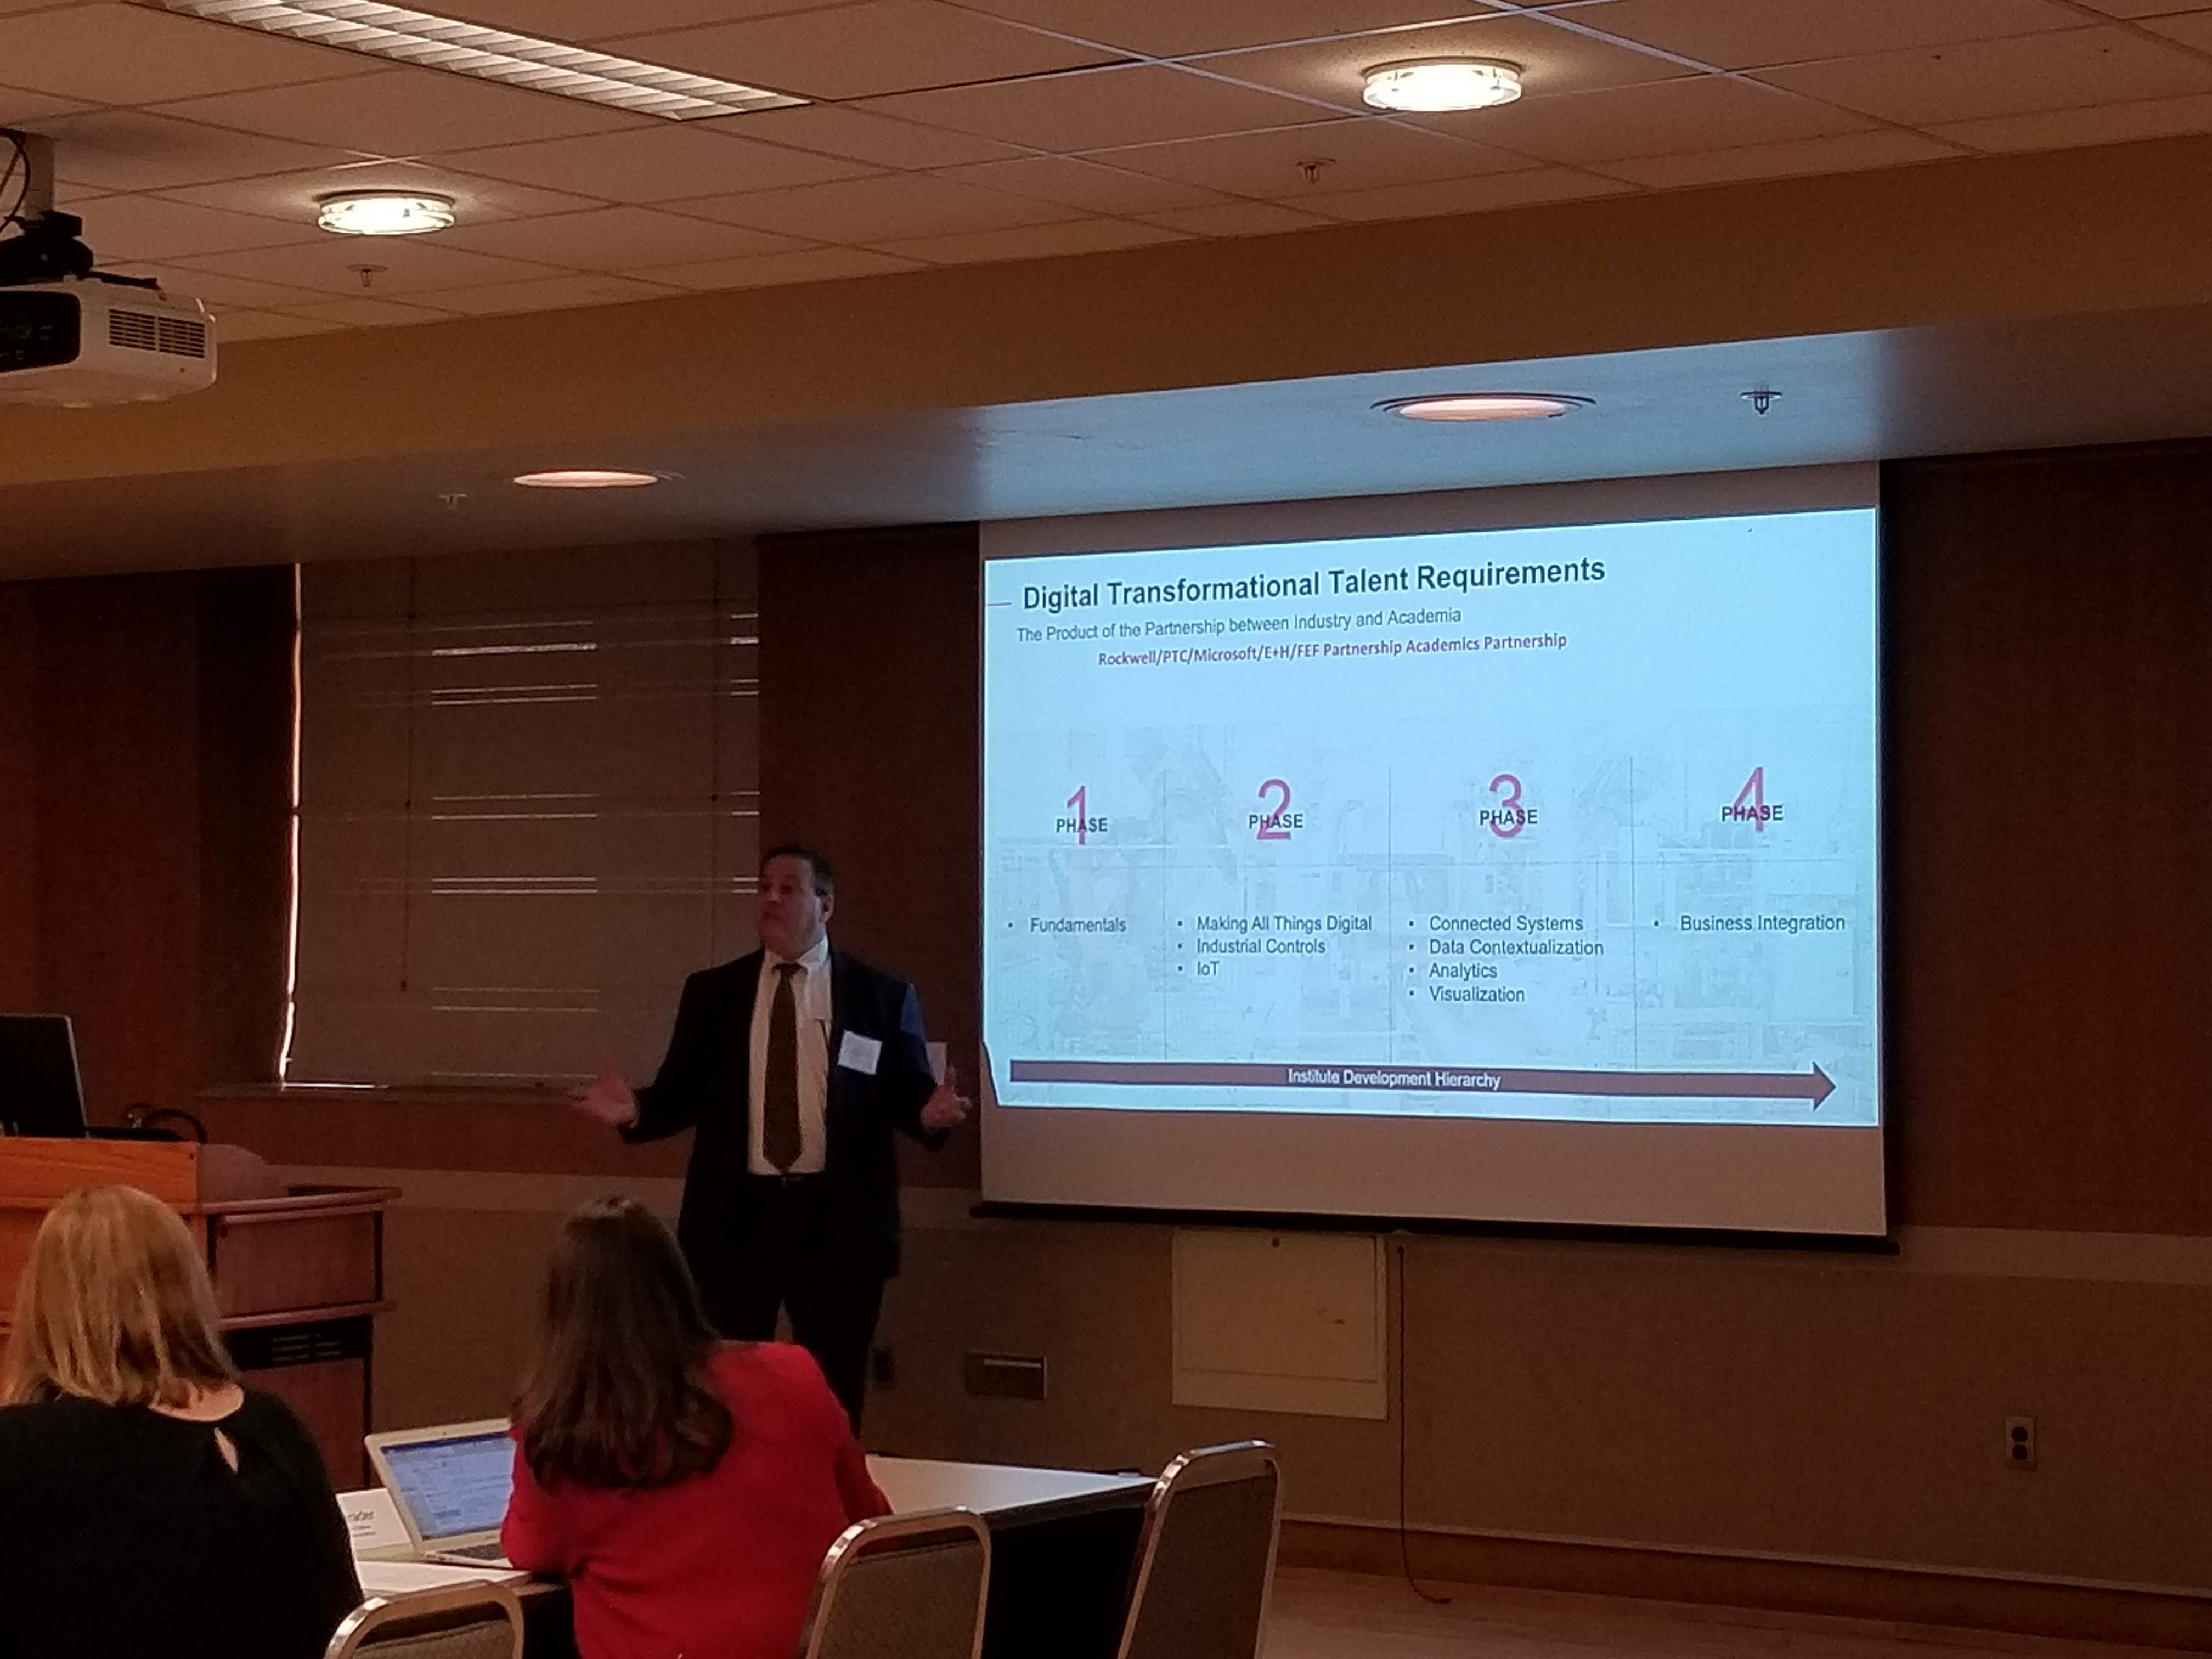 Digital Transformational Talent Requirements
The Product of the Partnership between Industry and Academia
Rockwell/PTC/Microsoft/E+H/FEF Partnership Academics Partnership
1
PHASE
2
PHASE
3
PHASE
4
PHASE
• Fundamentals
• Making All Things Digital
• Industrial Controls
• IoT
• Connected Systems
• Data Contextualization
• Analytics
• Visualization
• Business Integration
Institute Development Hierarchy